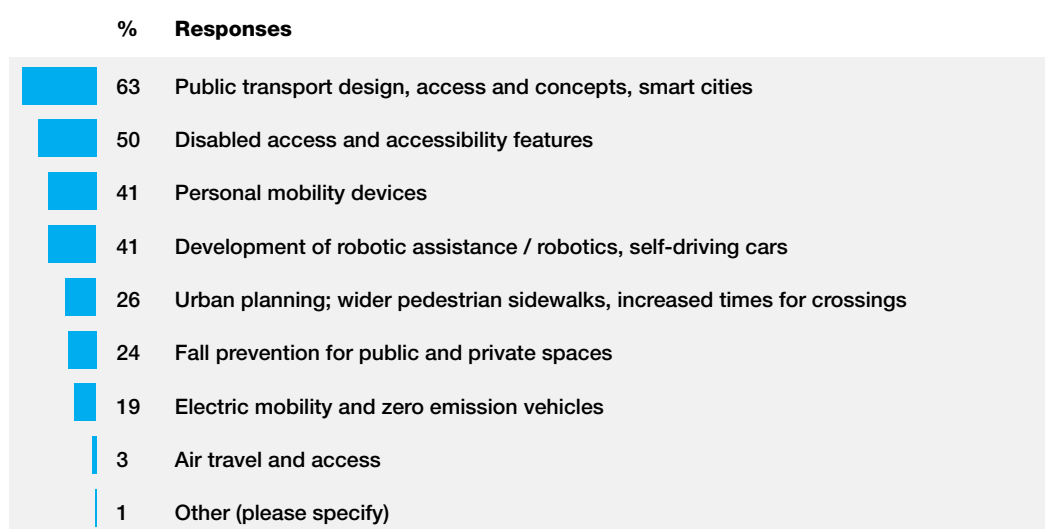 % Responses
63 Public transport design, access and concepts, smart cities
50 Disabled access and accessibility features
41 Personal mobility devices
41 Development of robotic assistance / robotics, self-driving cars
26 Urban planning; wider pedestrian sidewalks, increased times for crossings
24 Fall prevention for public and private spaces
19 Electric mobility and zero emission vehicles
3 Air travel and access
1 Other (please specify)